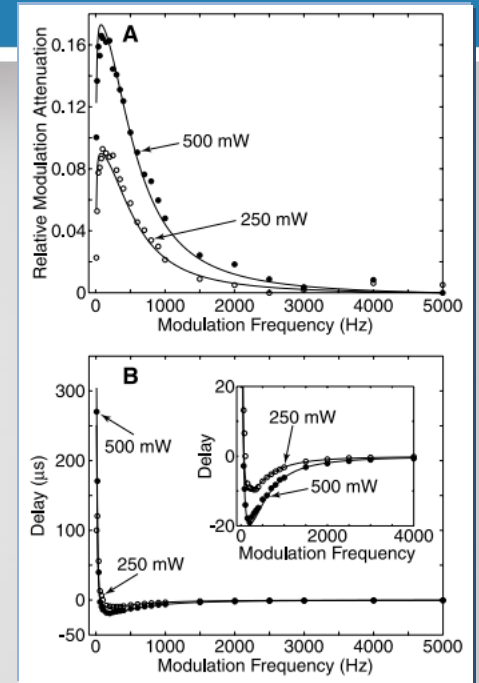 A
Relative Modulation Attenuation
0.16
0.12
0.08
0.04
0
500 mW
250 mW
0 1000 2000 3000 4000 5000
Modulation Frequency (Hz)
B
Delay (µs)
300
200
100
0
-50
500 mW
250 mW
20
0
-20
Delay
250 mW
500 mW
0 2000 4000
Modulation Frequency
0 1000 2000 3000 4000 5000
Modulation Frequency (Hz)